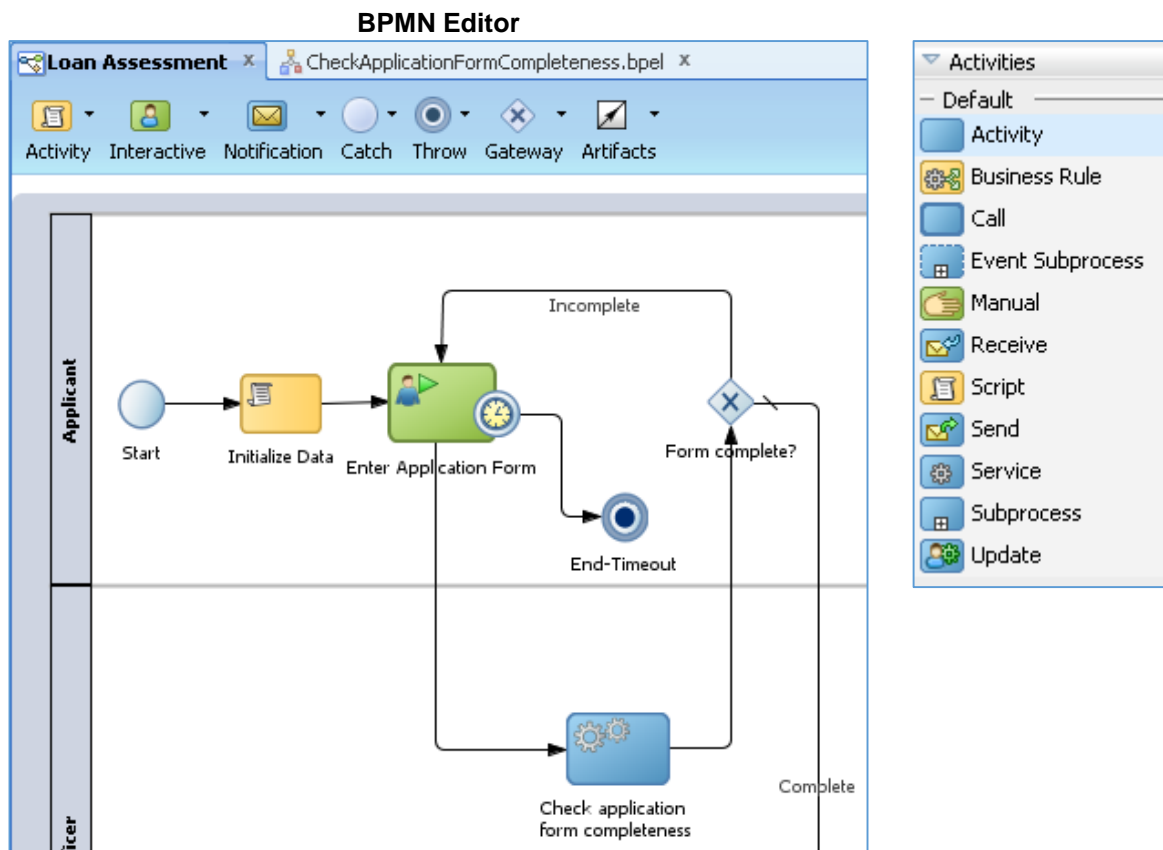 BPMN Editor
Loan Assessment x
CheckApplicationFormCompleteness.bpel x
Activity Interactive Notification Catch Throw Gateway Artifacts
Applicant
Incomplete
Start
Initialize Data
Enter Application Form
Form complete?
End-Timeout
Check application
form completeness
Complete
Activities
Default
Activity
Business Rule
Call
Event Subprocess
Manual
Receive
Script
Send
Service
Subprocess
Update